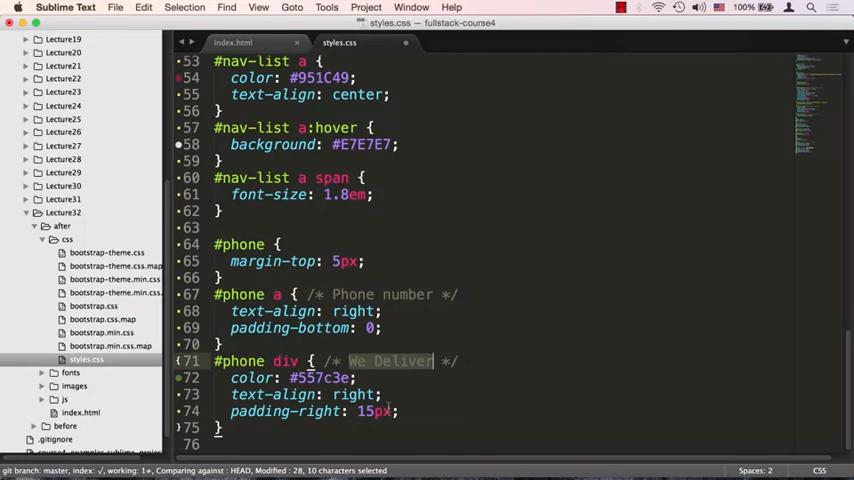 Sublime Text File Edit Selection Find View Goto Tools Project Window Help 100%
styles.css — fullstack-course4
index.html × styles.css
Lecture19
Lecture20
Lecture21
Lecture22
Lecture23
Lecture24
Lecture25
Lecture26
Lecture27
Lecture28
Lecture29
Lecture30
Lecture31
Lecture32
after
css
bootstrap-theme.css
bootstrap-theme.css.map
bootstrap-theme.min.css
bootstrap-theme.min.css.
bootstrap.css
bootstrap.css.map
bootstrap.min.css
bootstrap.min.css.map
styles.css
fonts
images
js
index.html
before
.gitignore
53 #nav-list a {
54 color: #951C49;
55 text-align: center;
56 }
57 #nav-list a:hover {
58 background: #E7E7E7;
59 }
60 #nav-list a span {
61 font-size: 1.8em;
62 }
63
64 #phone {
65 margin-top: 5px;
66 }
67 #phone a { /* Phone number */
68 text-align: right;
69 padding-bottom: 0;
70 }
71 #phone div { /* We Deliver */
72 color: #557c3e;
73 text-align: right;
74 padding-right: 15px;
75 }
76
git branch: master, index: √, working: 1≠, Comparing against : HEAD, Modified : 28, 10 characters selected Spaces: 2 CSS